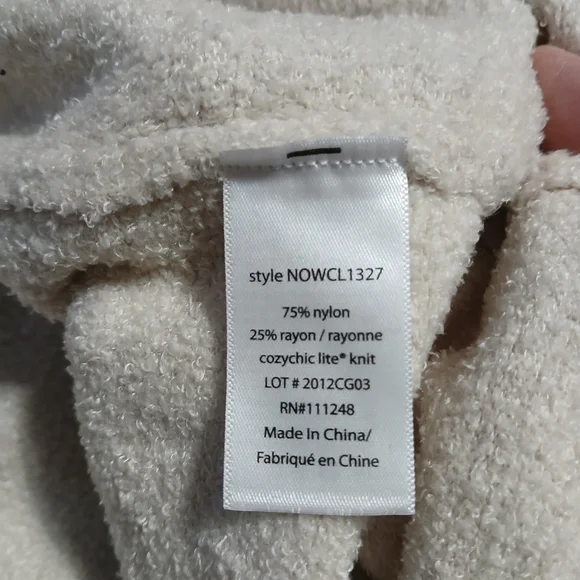 style NOWCL1327
75% nylon
25% rayon / rayonne
cozychic lite® knit
LOT # 2012CG03
RN#111248
Made In China/
Fabriqué en Chine